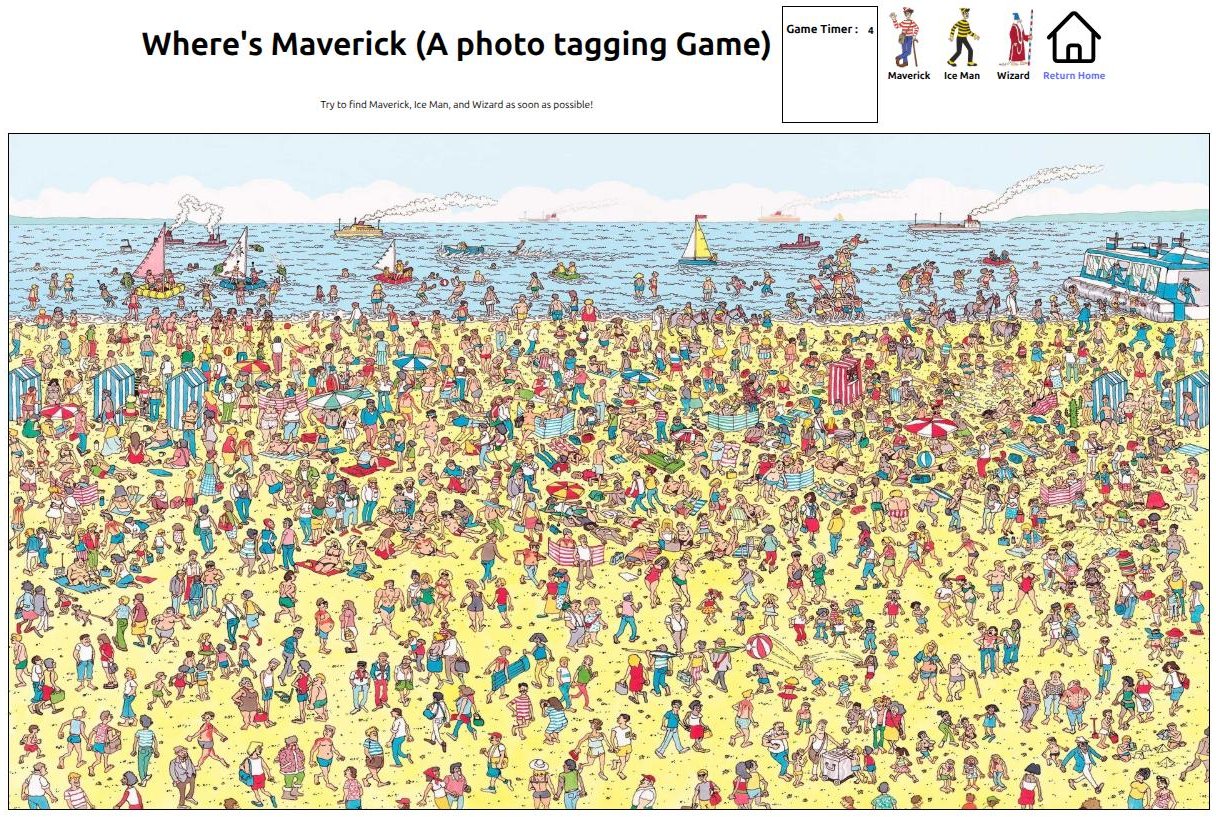 Where's Maverick (A photo tagging Game)
Try to find Maverick, Ice Man, and Wizard as soon as possible!
Game Timer : 4
Maverick
Ice Man
Wizard
Return Home